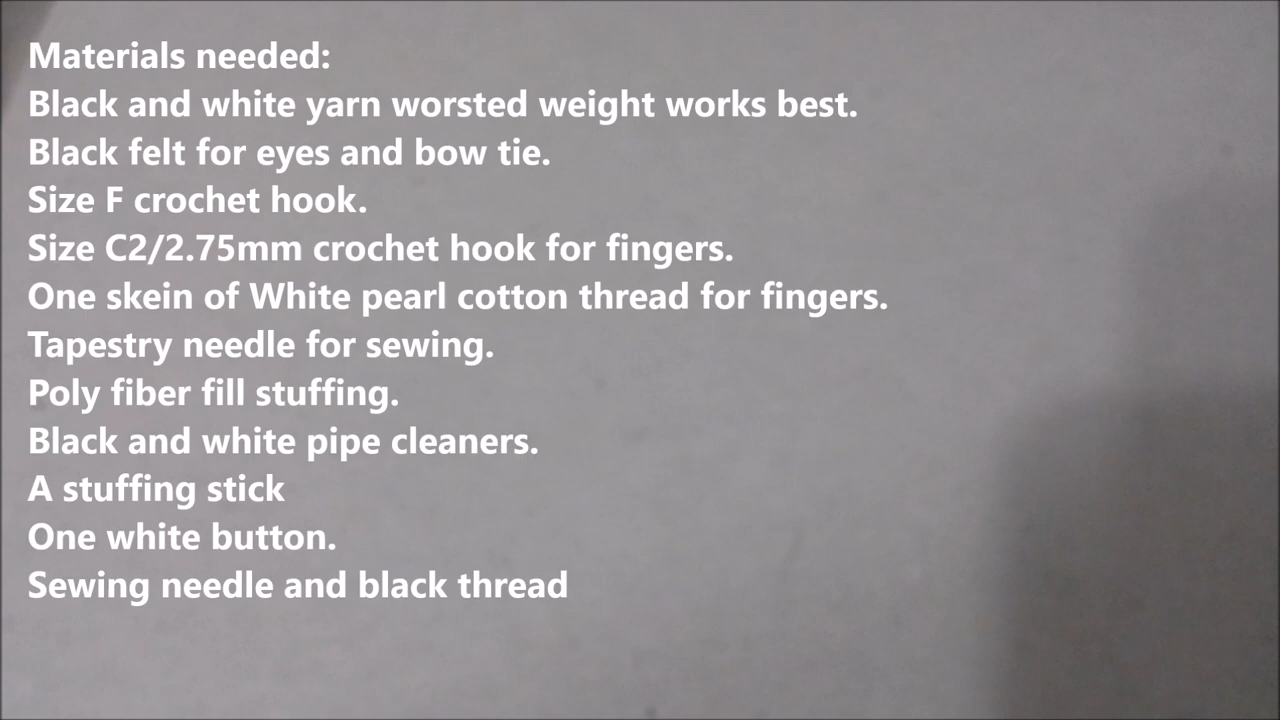 Materials needed:
Black and white yarn worsted weight works best.
Black felt for eyes and bow tie.
Size F crochet hook.
Size C2/2.75mm crochet hook for fingers.
One skein of White pearl cotton thread for fingers.
Tapestry needle for sewing.
Poly fiber fill stuffing.
Black and white pipe cleaners.
A stuffing stick
One white button.
Sewing needle and black thread